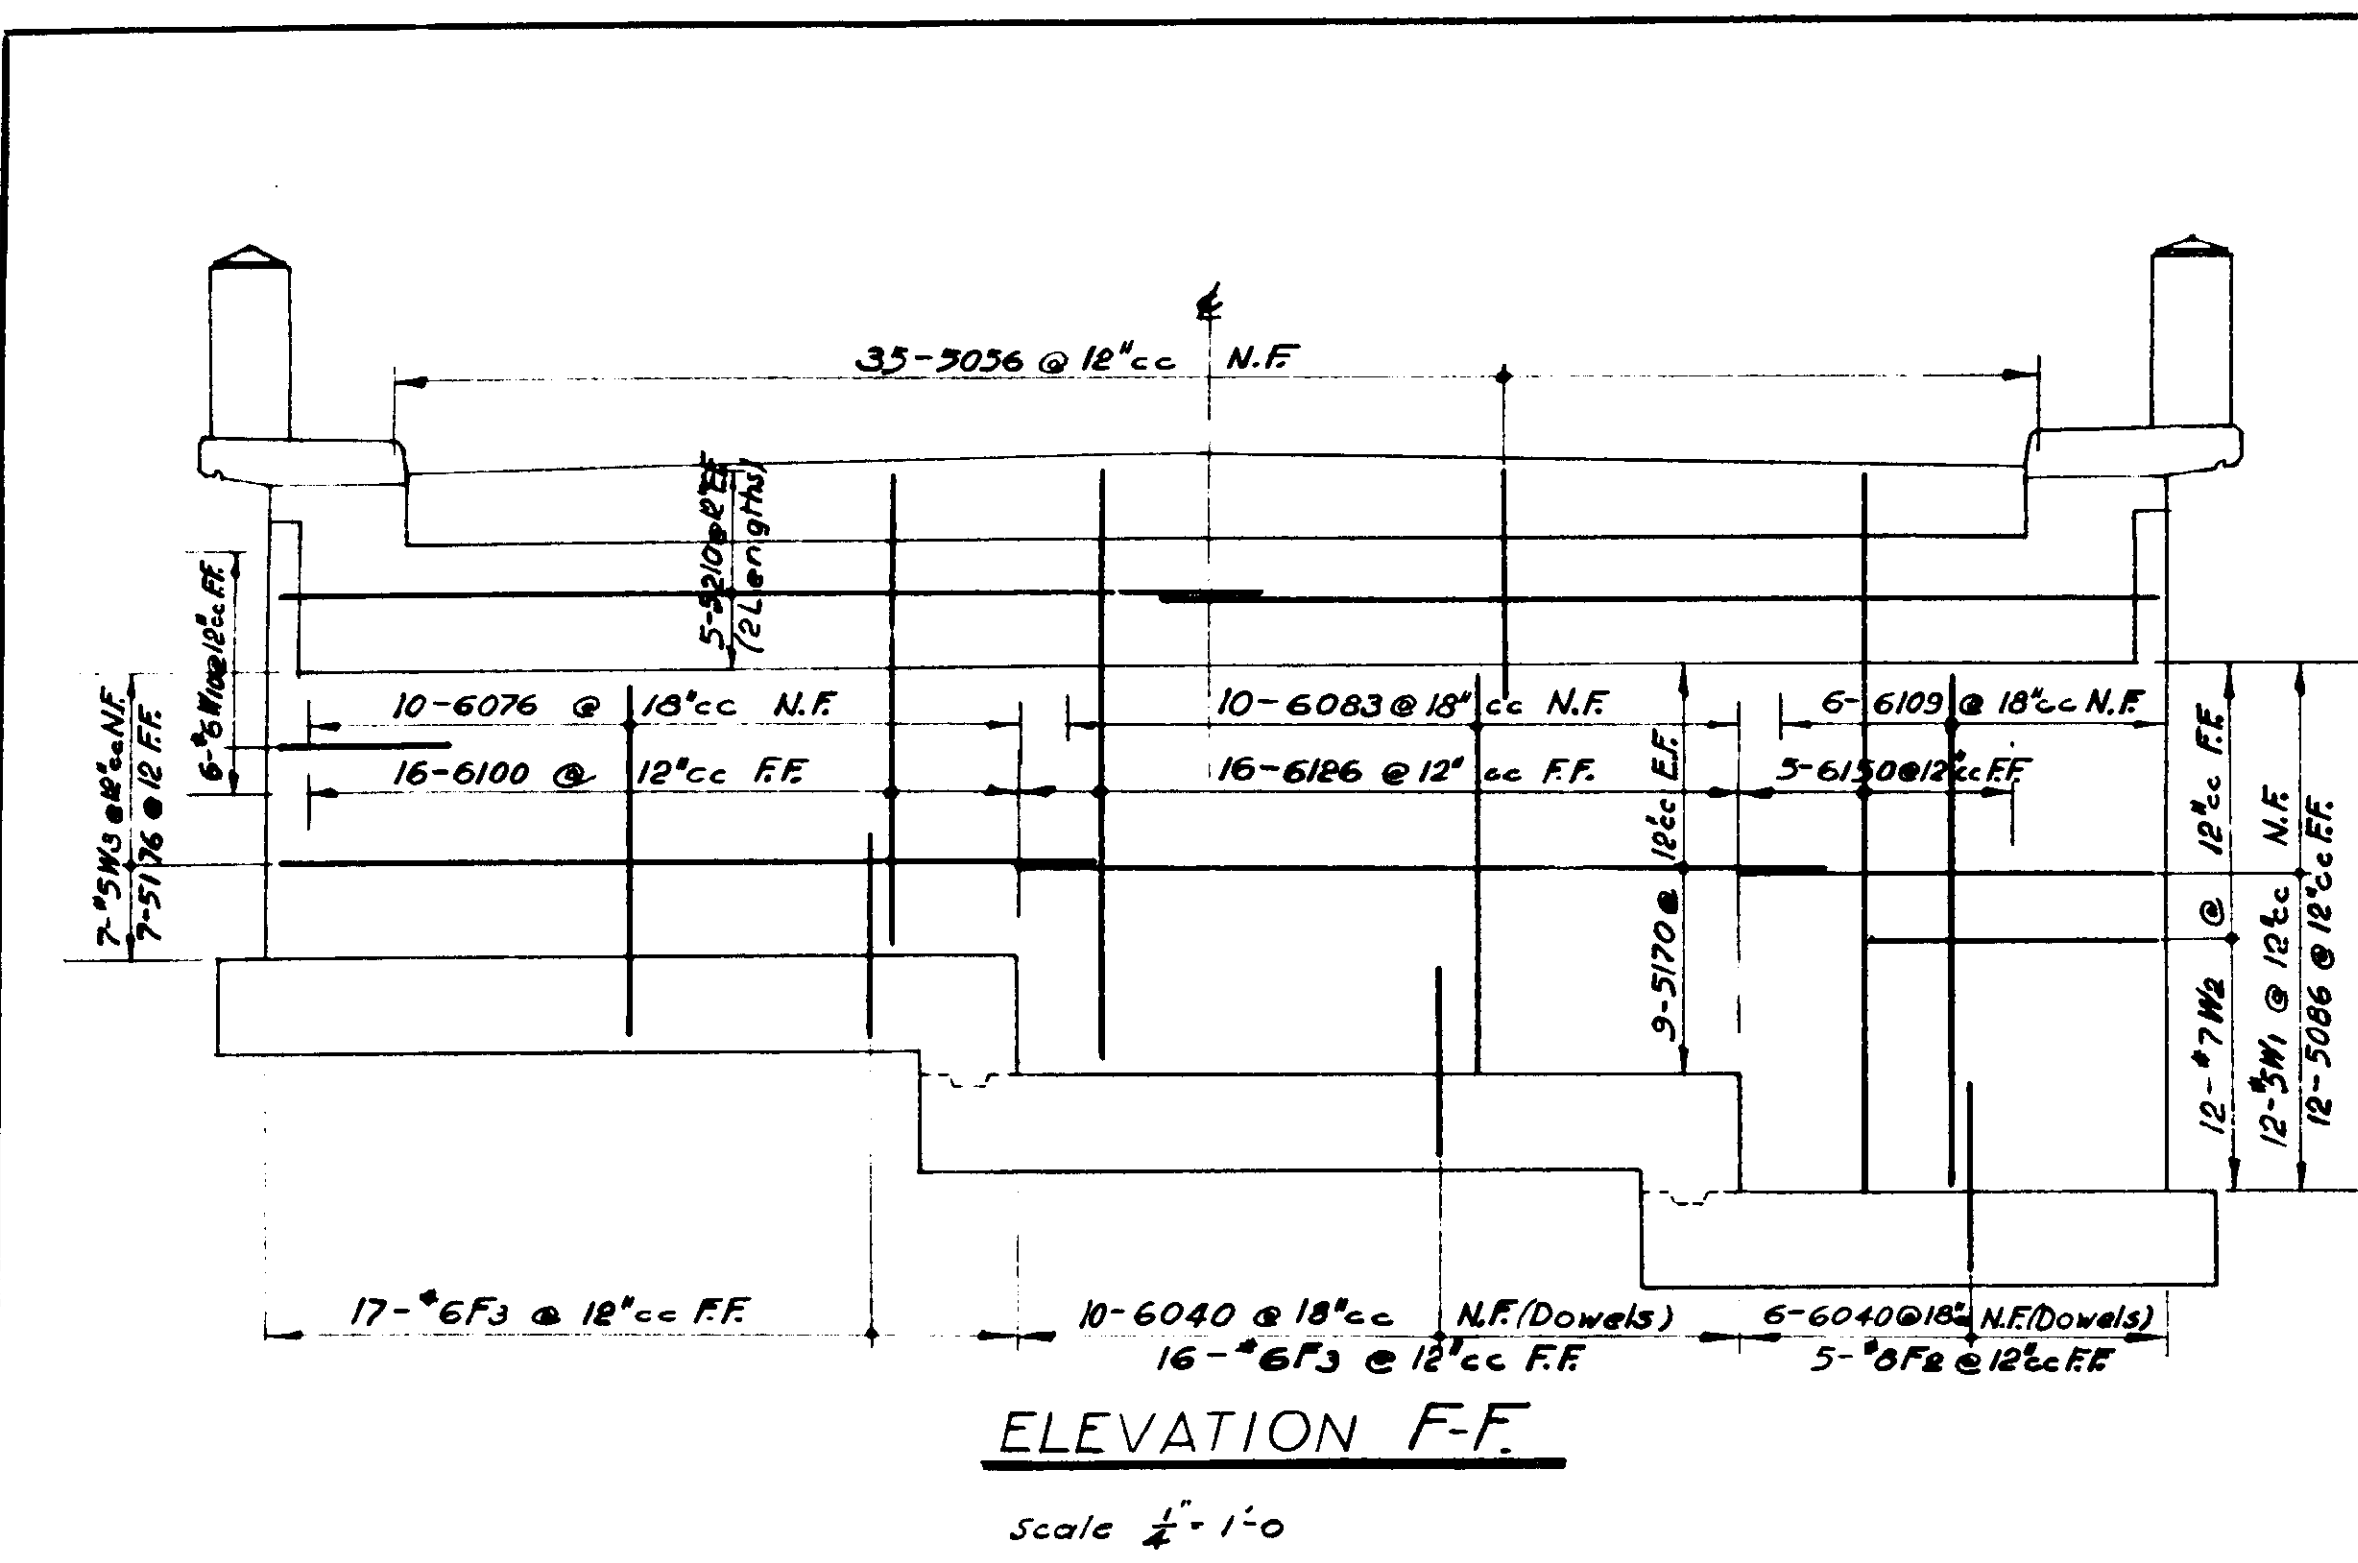 ℄
35-5056 @ 12"cc N.F.
5-5210@12" E.F.
(2 Lengths)
6-#6W10@12"cc F.F.
7-#5W3@12"cc N.F.
7-5176 @ 12 F.F.
10-6076 @ 18"cc N.F.
10-6083 @ 18" cc N.F.
6-6109 @ 18"cc N.F.
16-6100 @ 12"cc F.F.
16-6126 @ 12" cc F.F.
5-6150@12"cc F.F.
9-5170 @ 12"cc E.F.
12-#7W2 @ 12"cc F.F.
12-#5W1 @ 12"cc N.F.
12-5086 @ 12"cc F.F.
17-#6F3 @ 12"cc F.F.
10-6040 @ 18"cc N.F. (Dowels)
6-6040@18" N.F. (Dowels)
16-#6F3 @ 12"cc F.F.
5-#8F2 @ 12"cc F.F.
ELEVATION F-F.
Scale 1/4" = 1'-0